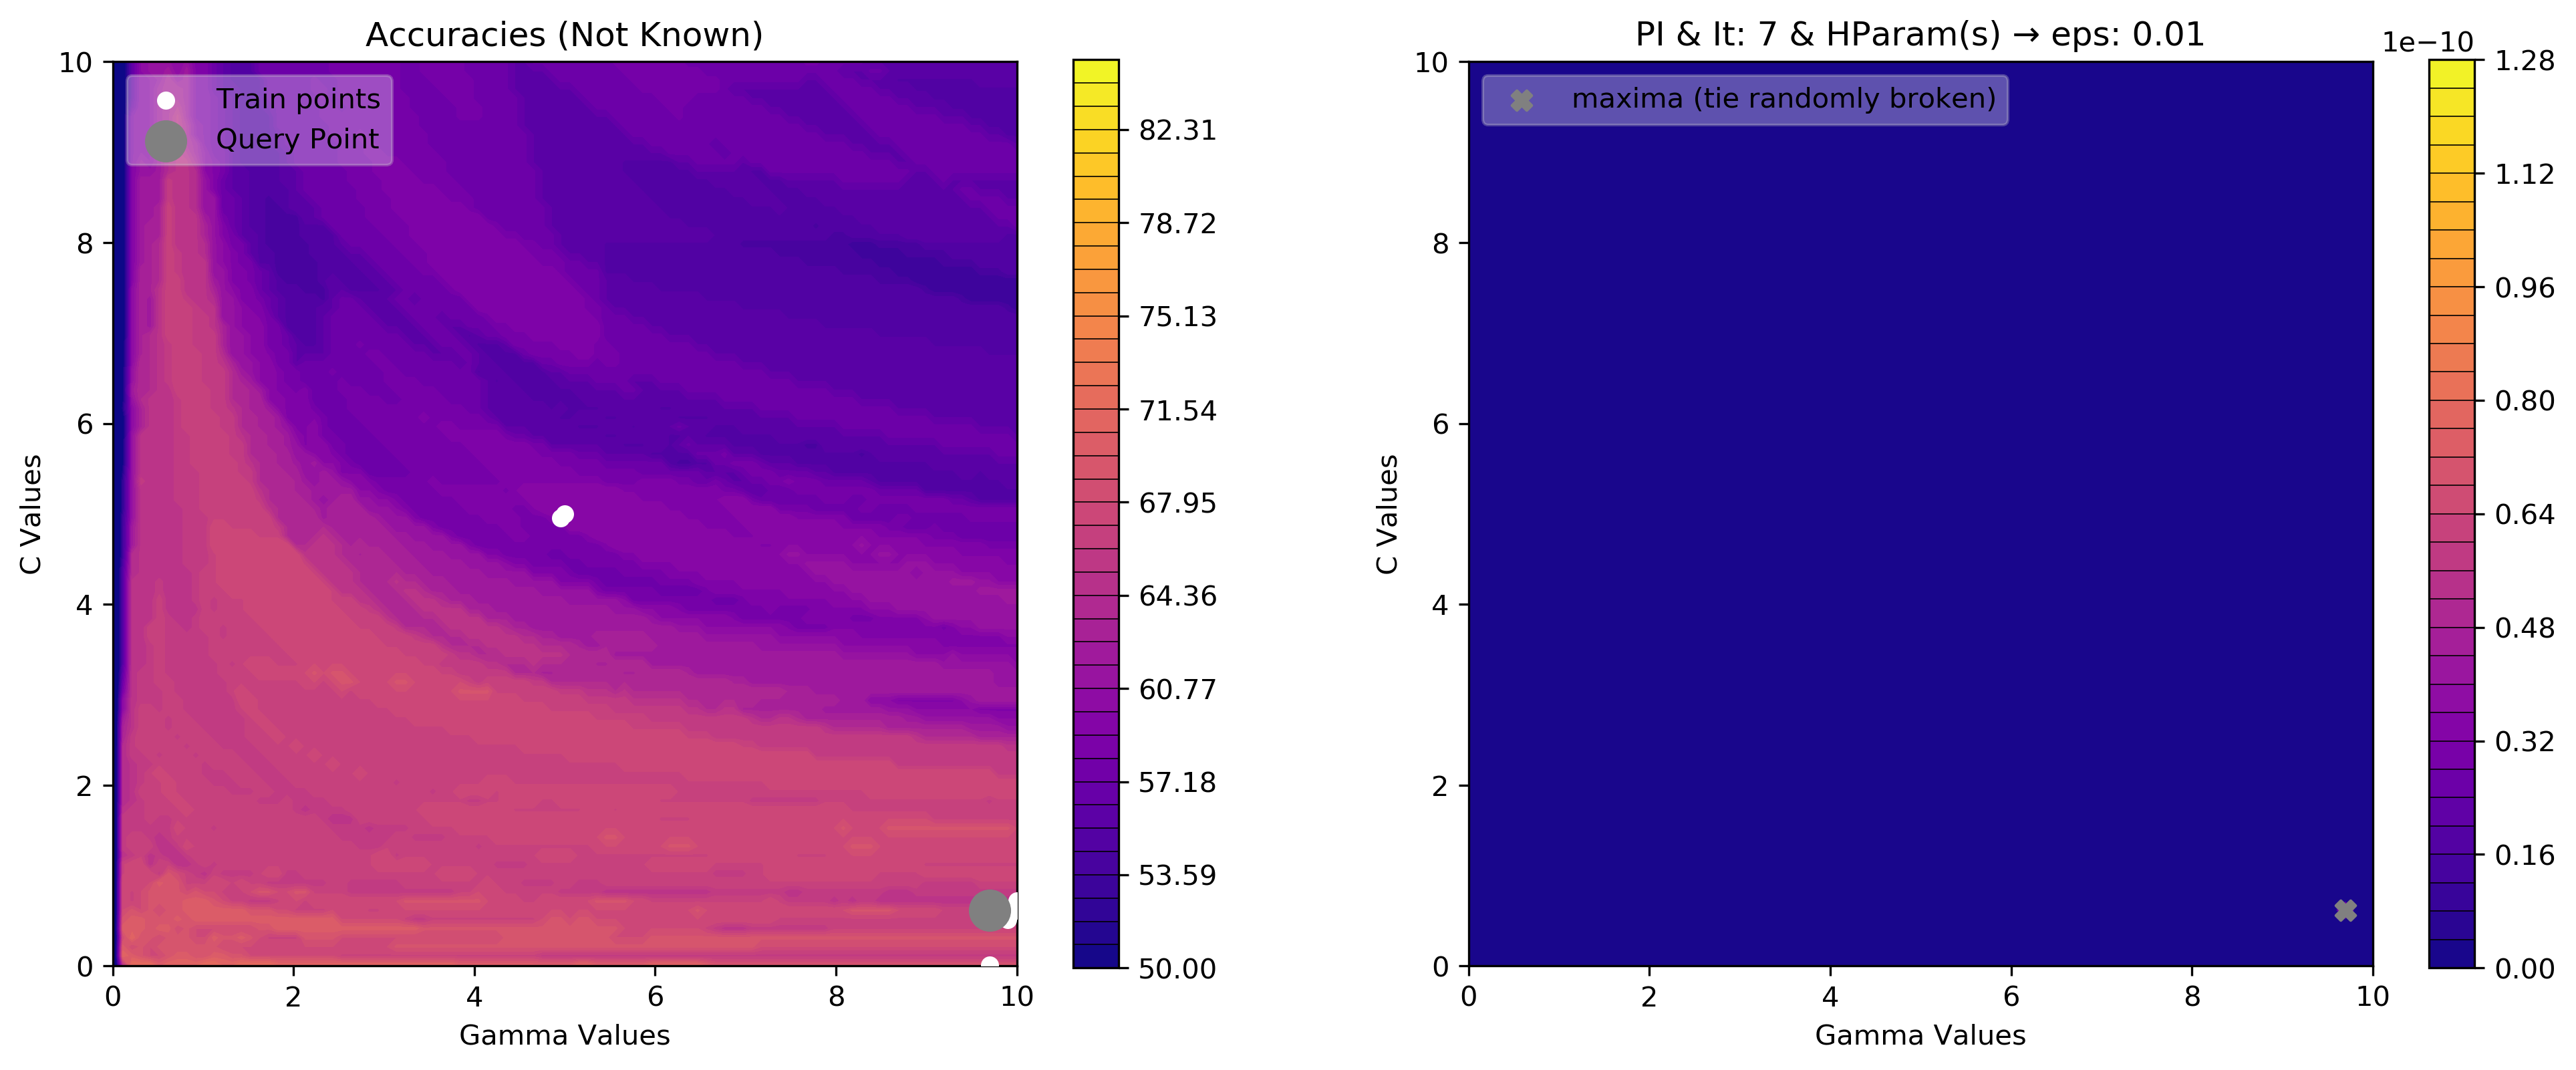 Accuracies (Not Known)
Train points
Query Point
10
8
6
4
2
0
C Values
0 2 4 6 8 10
Gamma Values
82.31
78.72
75.13
71.54
67.95
64.36
60.77
57.18
53.59
50.00
PI & It: 7 & HParam(s) → eps: 0.01
maxima (tie randomly broken)
10
8
6
4
2
0
C Values
0 2 4 6 8 10
Gamma Values
1e−10
1.28
1.12
0.96
0.80
0.64
0.48
0.32
0.16
0.00